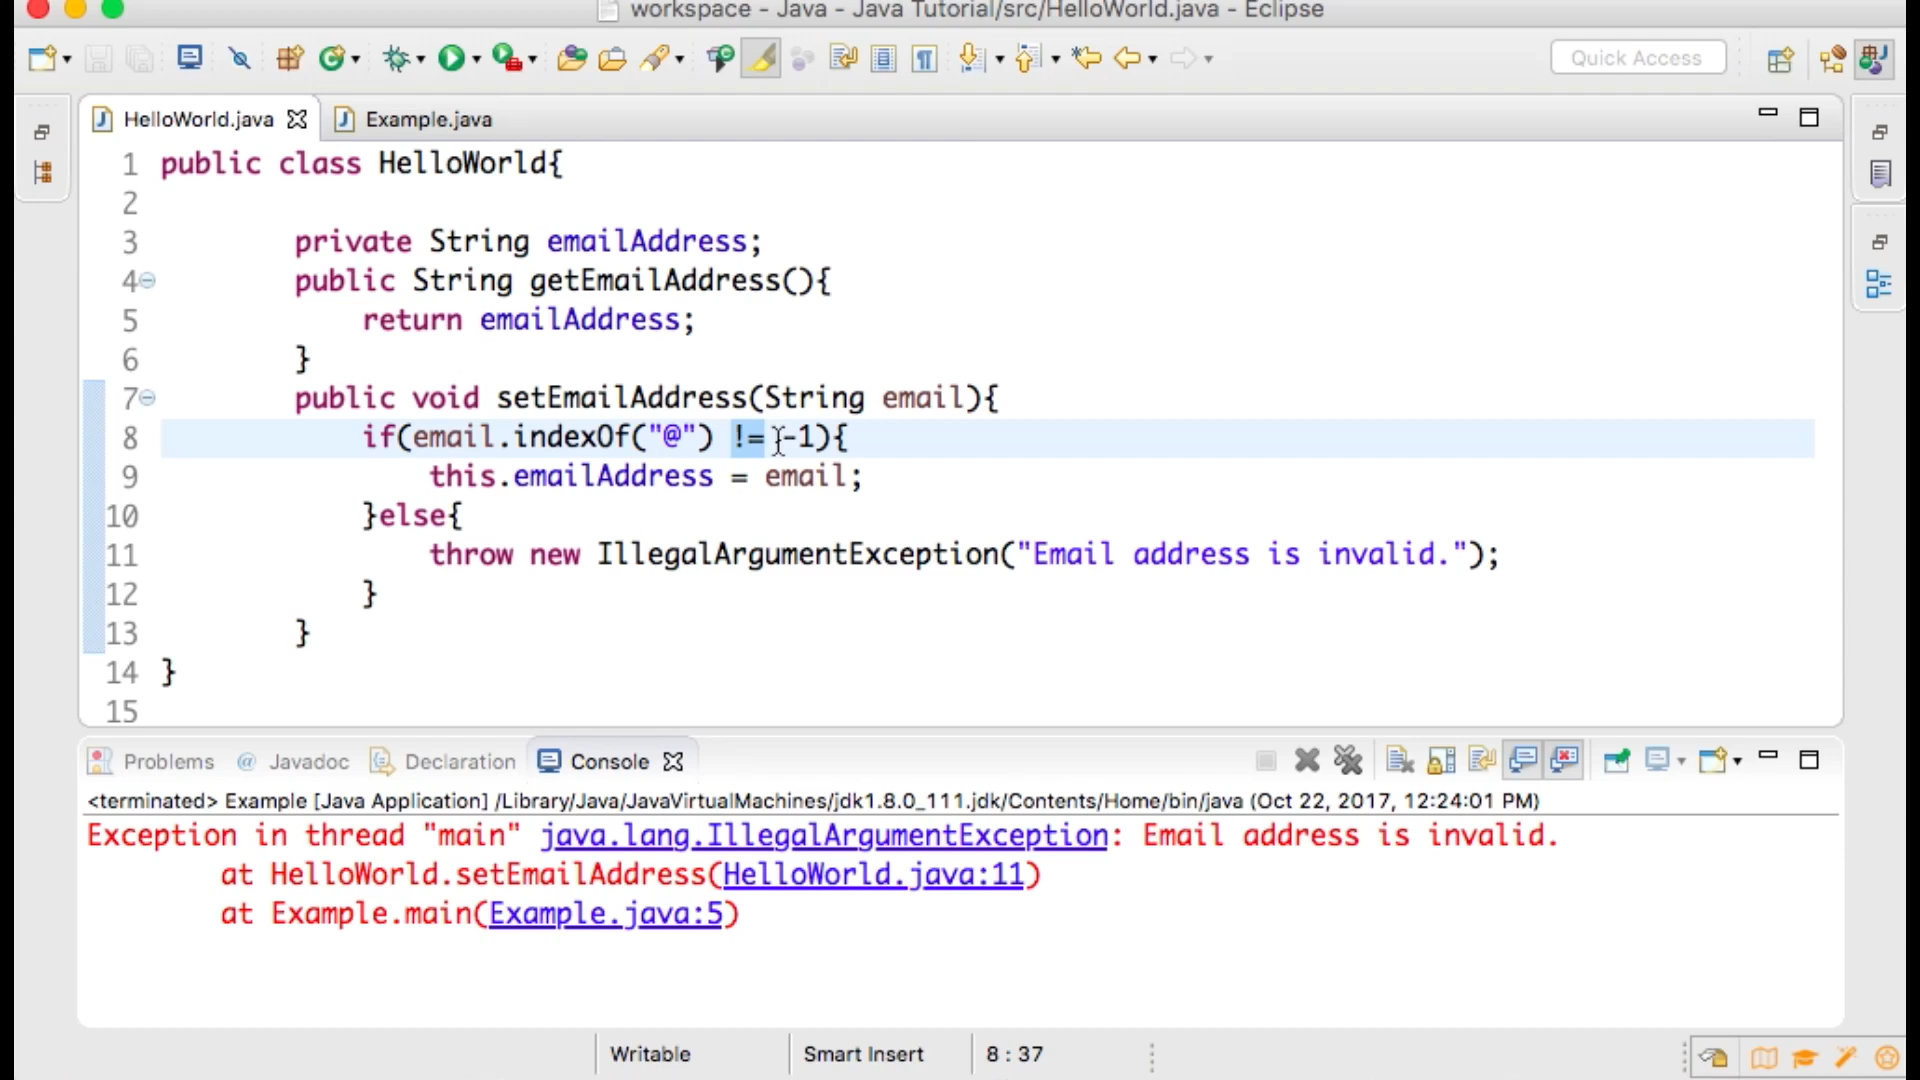 workspace - Java - Java Tutorial/src/HelloWorld.java - Eclipse
Quick Access
HelloWorld.java Example.java
1 public class HelloWorld{
2
3 private String emailAddress;
4 public String getEmailAddress(){
5 return emailAddress;
6 }
7 public void setEmailAddress(String email){
8 if(email.indexOf("@") != -1){
9 this.emailAddress = email;
10 }else{
11 throw new IllegalArgumentException("Email address is invalid.");
12 }
13 }
14 }
15
Problems @ Javadoc Declaration Console
<terminated> Example [Java Application] /Library/Java/JavaVirtualMachines/jdk1.8.0_111.jdk/Contents/Home/bin/java (Oct 22, 2017, 12:24:01 PM)
Exception in thread "main" java.lang.IllegalArgumentException: Email address is invalid.
at HelloWorld.setEmailAddress(HelloWorld.java:11)
at Example.main(Example.java:5)
Writable Smart Insert 8 : 37